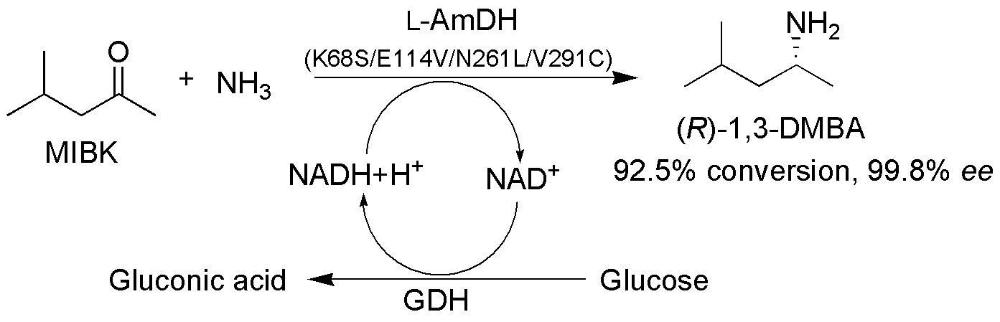 L-AmDH
(K68S/E114V/N261L/V291C)
O
+ NH3
NH2
MIBK
(R)-1,3-DMBA
92.5% conversion, 99.8% ee
NADH+H+
NAD+
Gluconic acid
GDH
Glucose